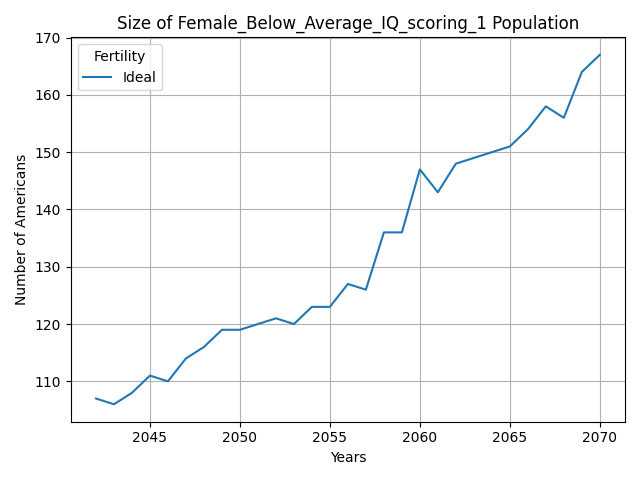 Size of Female_Below_Average_IQ_scoring_1 Population
Fertility
Ideal
Number of Americans
170
160
150
140
130
120
110
2045 2050 2055 2060 2065 2070
Years